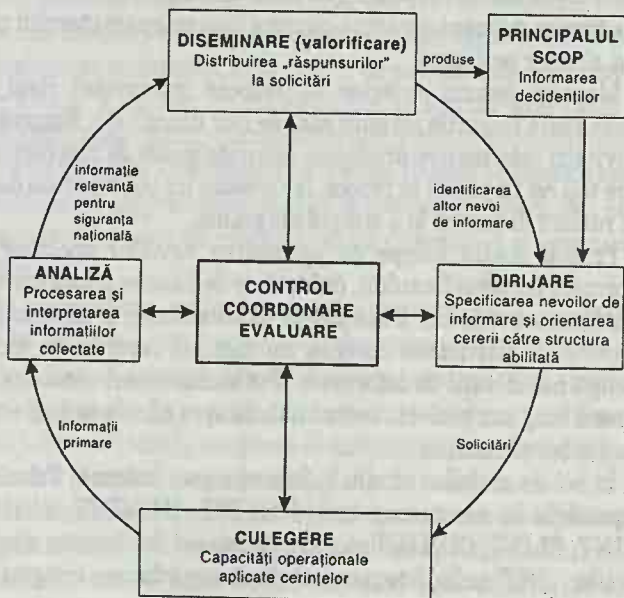 DISEMINARE (valorificare)
Distribuirea „răspunsurilor”
la solicitări
produse
PRINCIPALUL
SCOP
Informarea
decidenților
informație
relevantă
pentru
siguranța
națională
identificarea
altor nevoi
de informare
ANALIZĂ
Procesarea și
interpretarea
informațiilor
colectate
CONTROL
COORDONARE
EVALUARE
DIRIJARE
Specificarea nevoilor de
informare și orientarea
cererii către structura
abilitată
Informații
primare
Solicitări
CULEGERE
Capacități operaționale
aplicate cerințelor